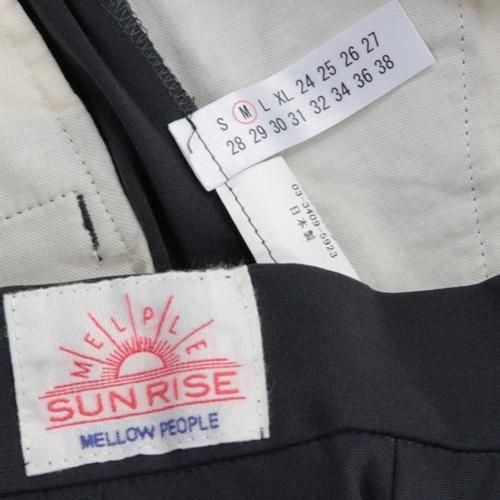 S M L XL 24 25 26 27
28 29 30 31 32 34 36 38
03-3409-5923
日本製
MELPLE
SUNRISE
MELLOW PEOPLE